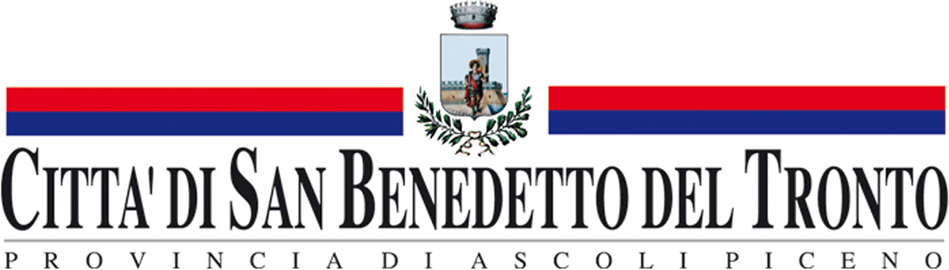 CITTA' DI SAN BENEDETTO DEL TRONTO
PROVINCIA DI ASCOLI PICENO